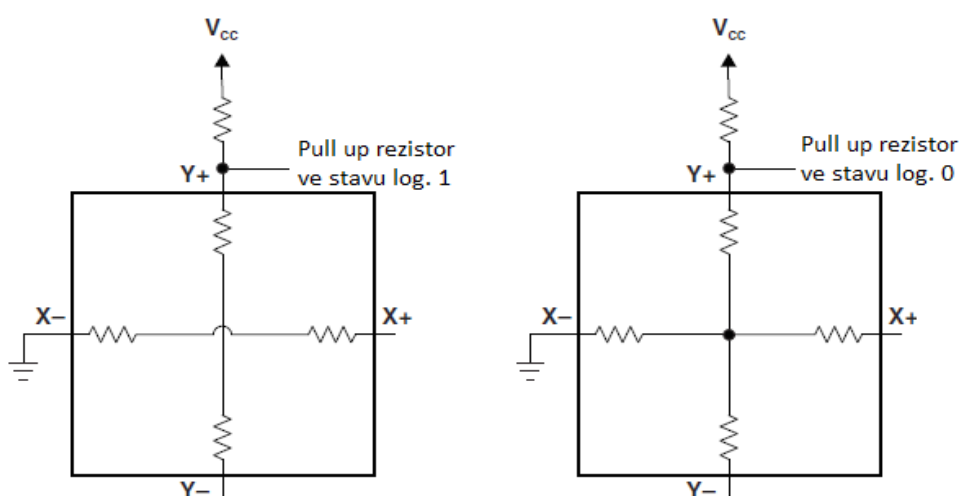 Vcc
Pull up rezistor
ve stavu log. 1
Y+
X–
X+
Y–
Vcc
Pull up rezistor
ve stavu log. 0
Y+
X–
X+
Y–